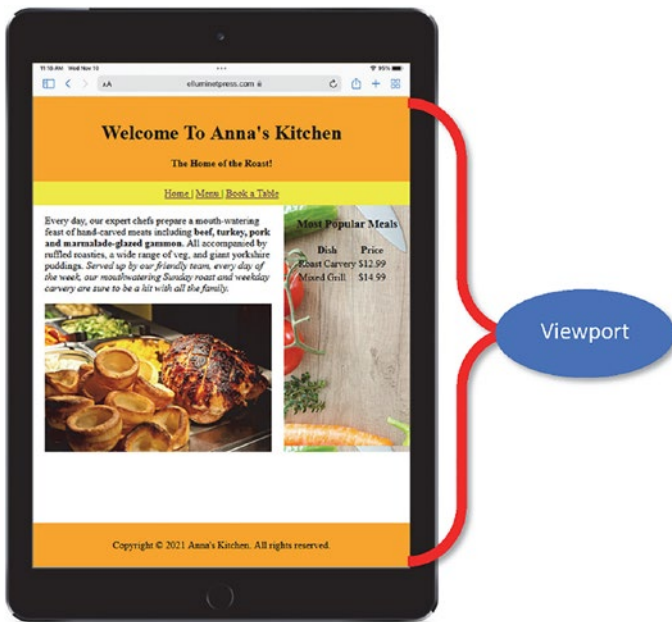 11:18 AM Wed Nov 10
95%
AA
elluminetpress.com
Welcome To Anna's Kitchen
The Home of the Roast!
Home | Menu | Book a Table
Every day, our expert chefs prepare a mouth-watering
feast of hand-carved meats including beef, turkey, pork
and marmalade-glazed gammon. All accompanied by
ruffled roasties, a wide range of veg, and giant yorkshire
puddings. Served up by our friendly team, every day of
the week, our mouthwatering Sunday roast and weekday
carvery are sure to be a hit with all the family.
Most Popular Meals
Dish Price
Roast Carvery $12.99
Mixed Grill $14.99
Copyright © 2021 Anna's Kitchen. All rights reserved.
Viewport